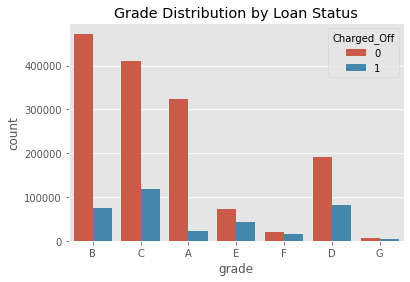 Grade Distribution by Loan Status
Charged_Off
0
1
400000
300000
200000
100000
0
count
B C A E F D G
grade